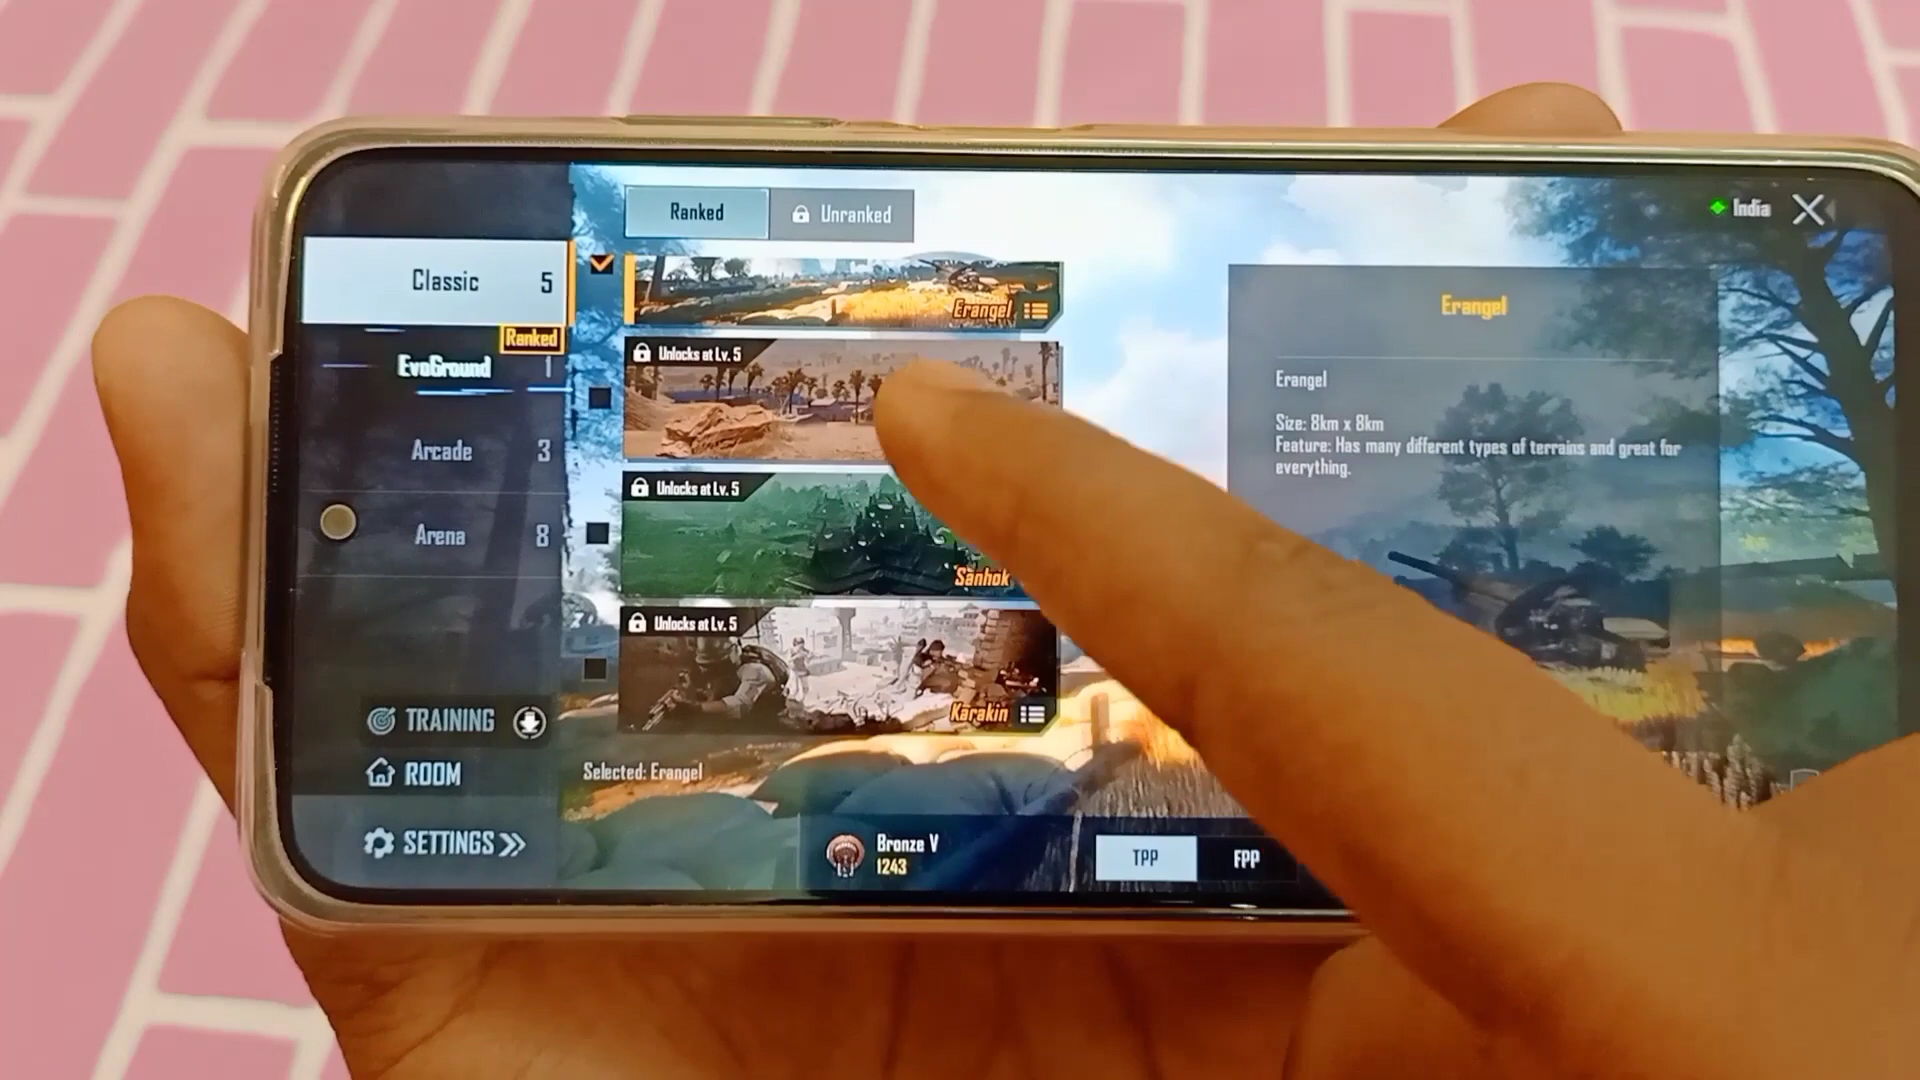 Ranked
Unranked
India
Classic 5
Ranked
EvoGround 1
Arcade 3
Arena 8
TRAINING
ROOM
SETTINGS
Erangel
Unlocks at Lv. 5
Unlocks at Lv. 5
Sanhok
Unlocks at Lv. 5
Karakin
Selected: Erangel
Bronze V
1243
TPP
FPP
Erangel
Erangel
Size: 8km x 8km
Feature: Has many different types of terrains and great for
everything.